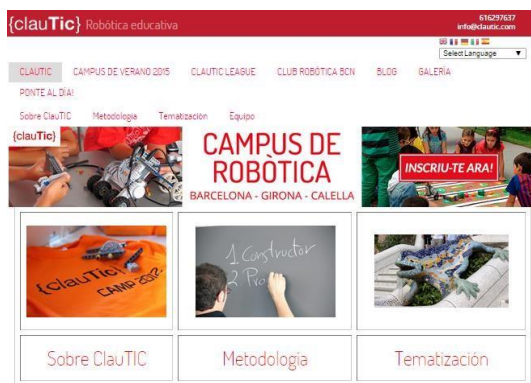 {clauTic} Robótica educativa
616297637
info@clautic.com
Select Language ▼
CLAUTIC CAMPUS DE VERANO 2015 CLAUTIC LEAGUE CLUB ROBÓTICA BCN BLOG GALERÍA
PONTE AL DÍA!
Sobre ClauTIC Metodologia Tematización Equipo
{clauTic}
CAMPUS DE
ROBÒTICA
BARCELONA - GIRONA - CALELLA
INSCRIU-TE ARA!
{clauTic}
CAMP 2012
1 Constructor
2 Pro
Sobre ClauTIC Metodologia Tematización